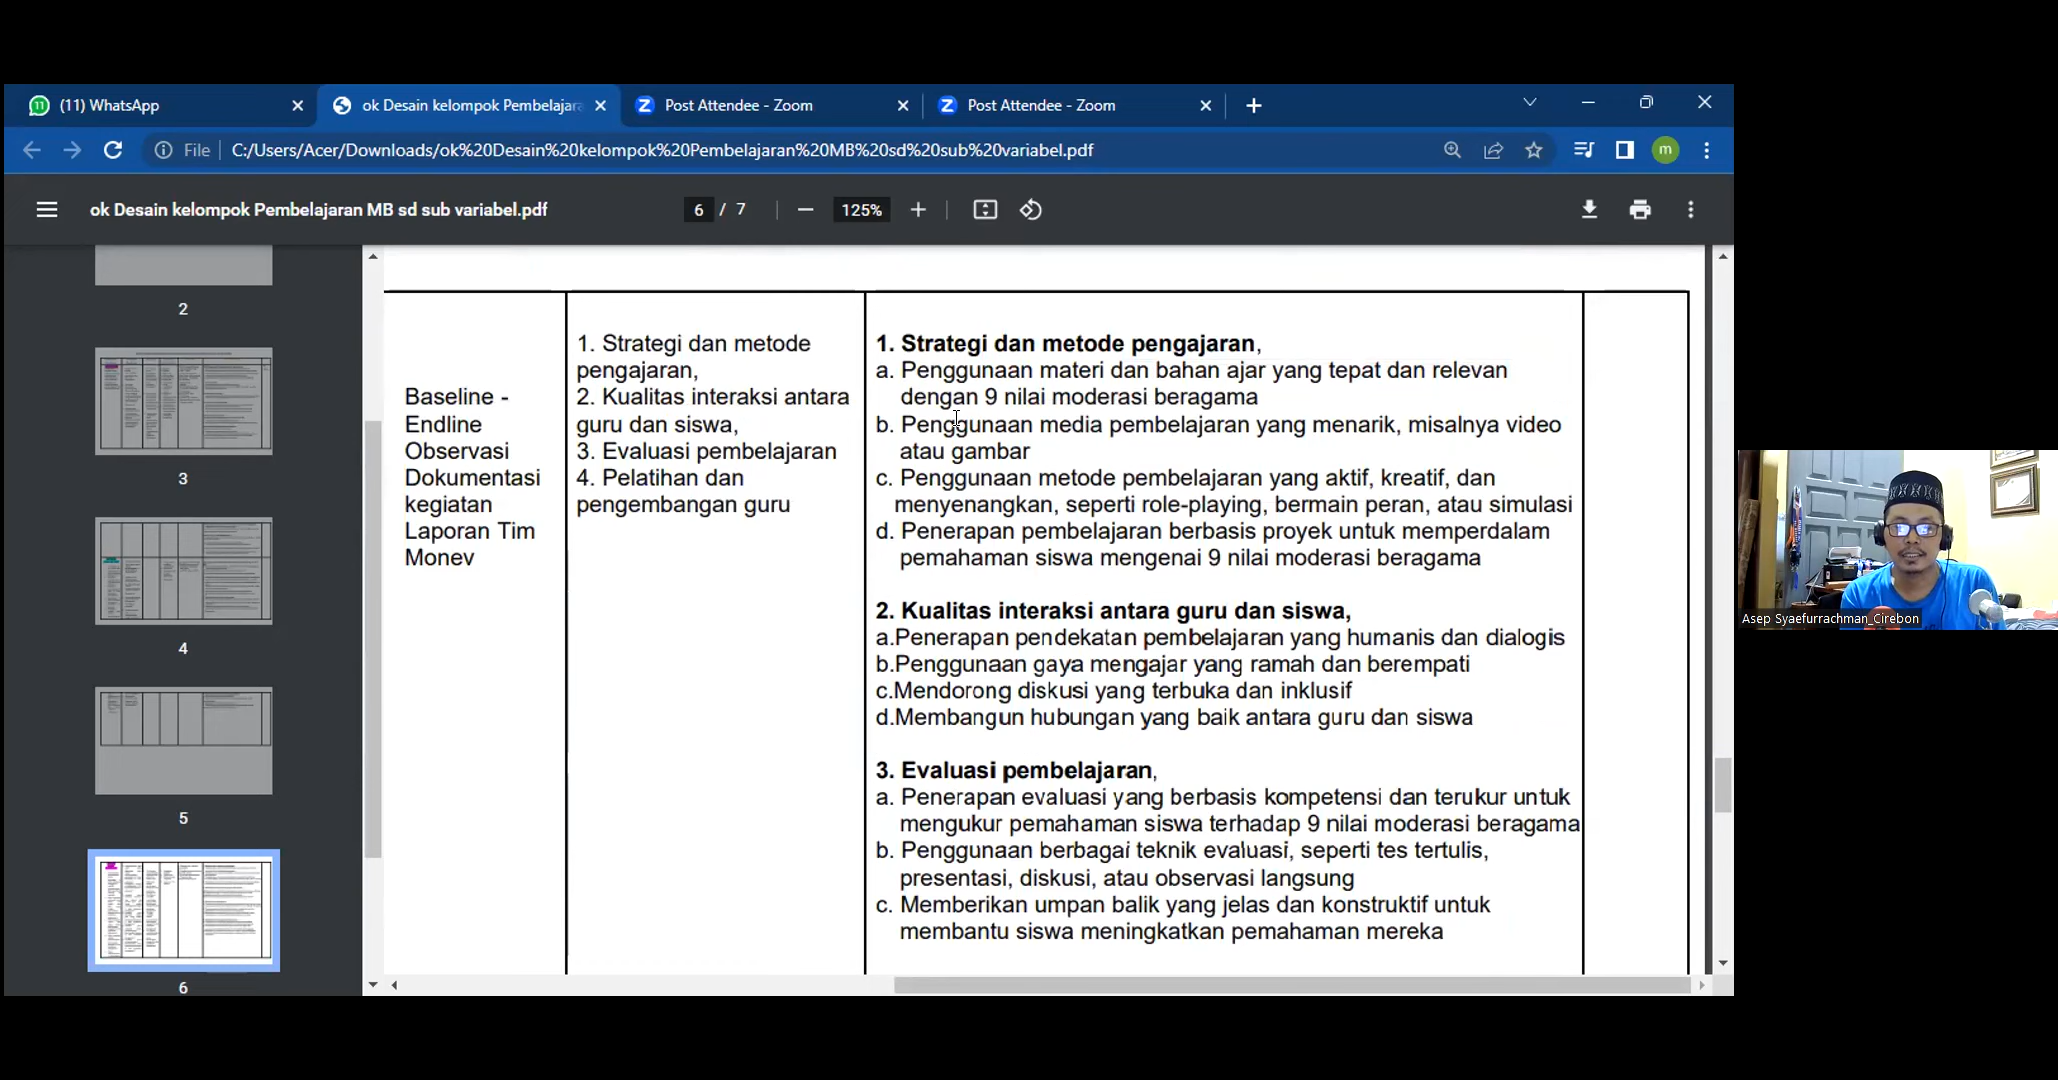 (11) WhatsApp
ok Desain kelompok Pembelajara
Post Attendee - Zoom
Post Attendee - Zoom
File
C:/Users/Acer/Downloads/ok%20Desain%20kelompok%20Pembelajaran%20MB%20sd%20sub%20variabel.pdf
m
ok Desain kelompok Pembelajaran MB sd sub variabel.pdf
6 / 7
125%
2
3
4
5
6
Baseline -
Endline
Observasi
Dokumentasi
kegiatan
Laporan Tim
Monev
1. Strategi dan metode
pengajaran,
2. Kualitas interaksi antara
guru dan siswa,
3. Evaluasi pembelajaran
4. Pelatihan dan
pengembangan guru
1. Strategi dan metode pengajaran,
a. Penggunaan materi dan bahan ajar yang tepat dan relevan
dengan 9 nilai moderasi beragama
b. Penggunaan media pembelajaran yang menarik, misalnya video
atau gambar
c. Penggunaan metode pembelajaran yang aktif, kreatif, dan
menyenangkan, seperti role-playing, bermain peran, atau simulasi
d. Penerapan pembelajaran berbasis proyek untuk memperdalam
pemahaman siswa mengenai 9 nilai moderasi beragama
2. Kualitas interaksi antara guru dan siswa,
a.Penerapan pendekatan pembelajaran yang humanis dan dialogis
b.Penggunaan gaya mengajar yang ramah dan berempati
c.Mendorong diskusi yang terbuka dan inklusif
d.Membangun hubungan yang baik antara guru dan siswa
3. Evaluasi pembelajaran,
a. Penerapan evaluasi yang berbasis kompetensi dan terukur untuk
mengukur pemahaman siswa terhadap 9 nilai moderasi beragama
b. Penggunaan berbagai teknik evaluasi, seperti tes tertulis,
presentasi, diskusi, atau observasi langsung
c. Memberikan umpan balik yang jelas dan konstruktif untuk
membantu siswa meningkatkan pemahaman mereka
Asep Syaefurrachman_Cirebon